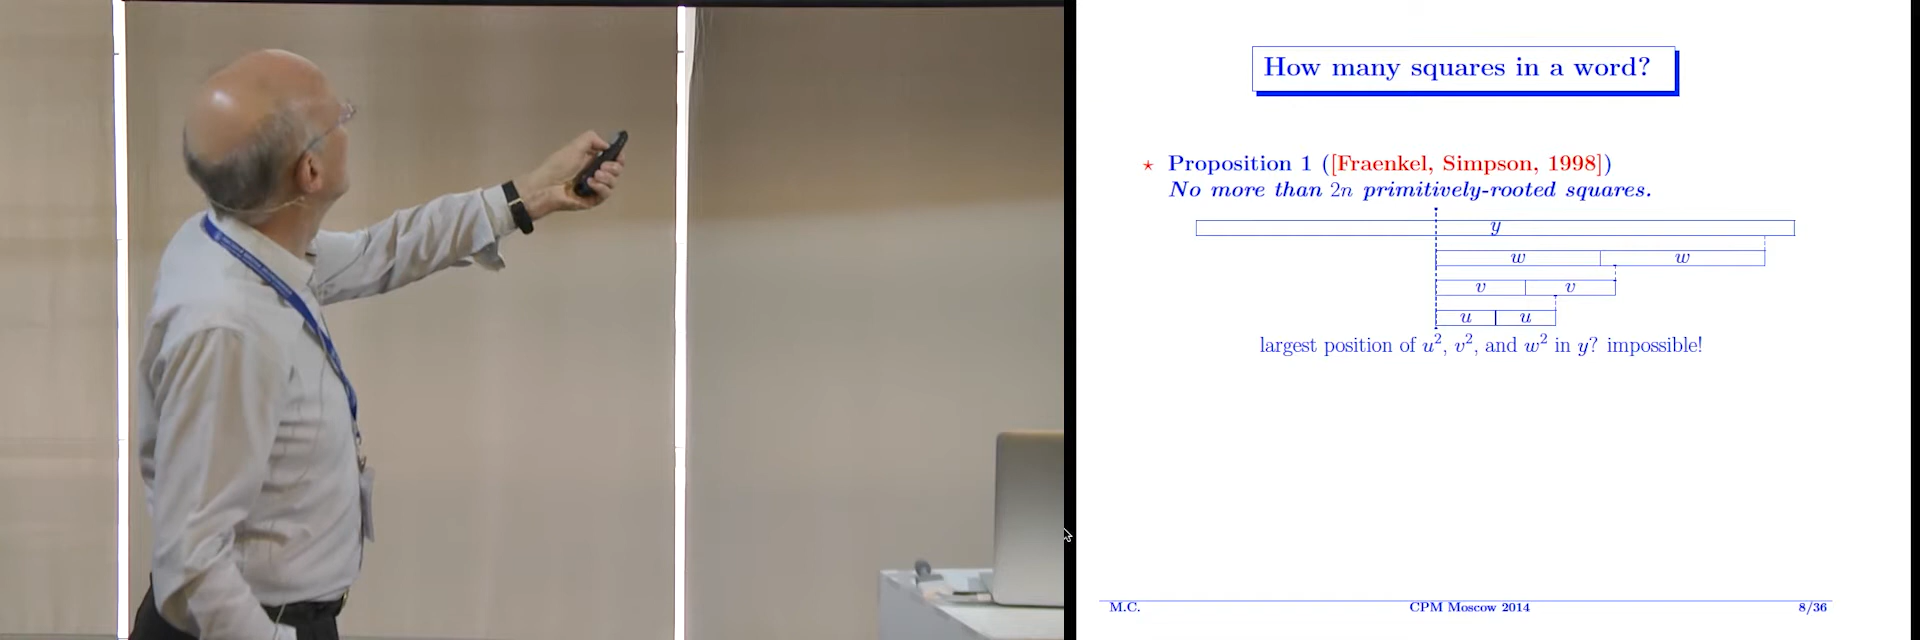 How many squares in a word?
⋆ Proposition 1 ([Fraenkel, Simpson, 1998])
No more than 2n primitively-rooted squares.
y
w w
v v
u u
largest position of u², v², and w² in y? impossible!
M.C. CPM Moscow 2014 8/36